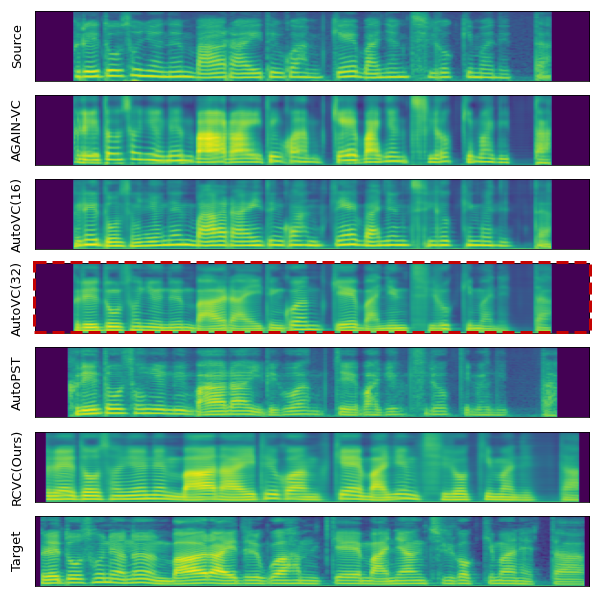 Source
AGAIN-VC
AutoVC(16)
AutoVC(32)
AutoPST
RCVC(Ours)
Target